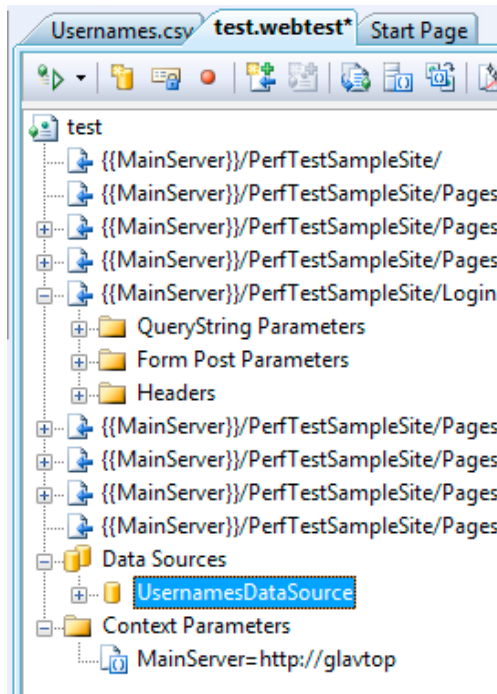 Usernames.csv test.webtest* Start Page
test
{{MainServer}}/PerfTestSampleSite/
{{MainServer}}/PerfTestSampleSite/Pages
{{MainServer}}/PerfTestSampleSite/Pages
{{MainServer}}/PerfTestSampleSite/Pages
{{MainServer}}/PerfTestSampleSite/Login
QueryString Parameters
Form Post Parameters
Headers
{{MainServer}}/PerfTestSampleSite/Pages
{{MainServer}}/PerfTestSampleSite/Pages
{{MainServer}}/PerfTestSampleSite/Pages
{{MainServer}}/PerfTestSampleSite/Pages
Data Sources
UsernamesDataSource
Context Parameters
MainServer=http://glavtop